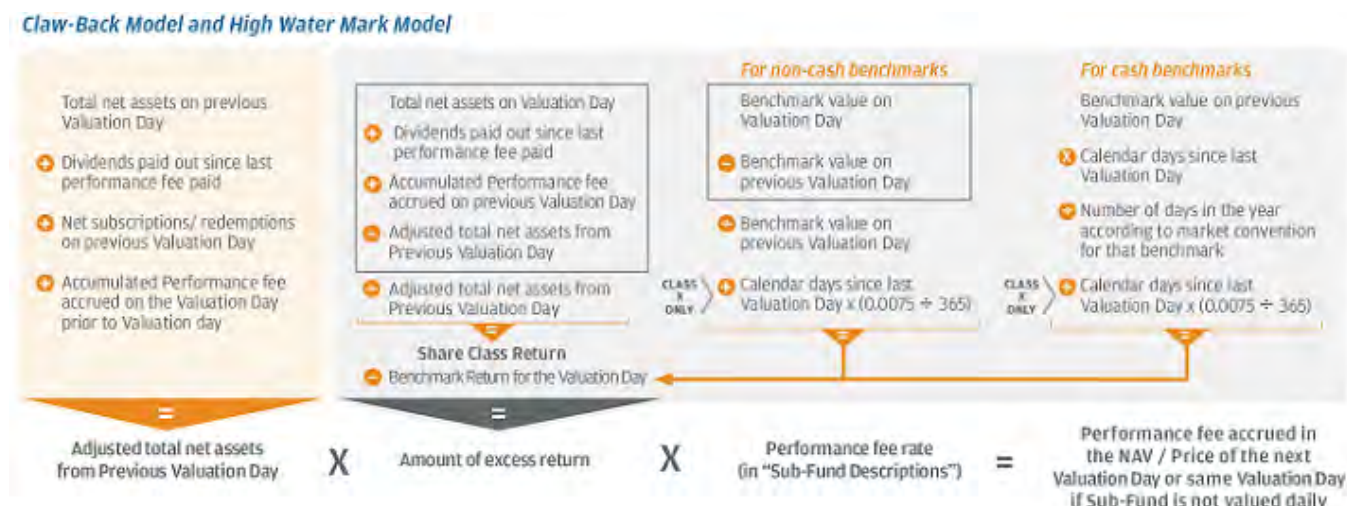 Claw-Back Model and High Water Mark Model
Total net assets on previous
Valuation Day
+ Dividends paid out since last
performance fee paid
+ Net subscriptions/ redemptions
on previous Valuation Day
+ Accumulated Performance fee
accrued on the Valuation Day
prior to Valuation day
=
Adjusted total net assets
from Previous Valuation Day
X
Total net assets on Valuation Day
+ Dividends paid out since last
performance fee paid
+ Accumulated Performance fee
accrued on previous Valuation Day
− Adjusted total net assets from
Previous Valuation Day
Adjusted total net assets from
Previous Valuation Day
=
Share Class Return
− Benchmark Return for the Valuation Day
=
Amount of excess return
X
For non-cash benchmarks
Benchmark value on
Valuation Day
− Benchmark value on
previous Valuation Day
Benchmark value on
previous Valuation Day
CLASS
X
ONLY
+ Calendar days since last
Valuation Day x (0.0075 ÷ 365)
=
Performance fee rate
(in “Sub-Fund Descriptions”)
=
For cash benchmarks
Benchmark value on previous
Valuation Day
X Calendar days since last
Valuation Day
Number of days in the year
according to market convention
for that benchmark
CLASS
X
ONLY
+ Calendar days since last
Valuation Day x (0.0075 ÷ 365)
=
Performance fee accrued in
the NAV / Price of the next
Valuation Day or same Valuation Day
if Sub-Fund is not valued daily